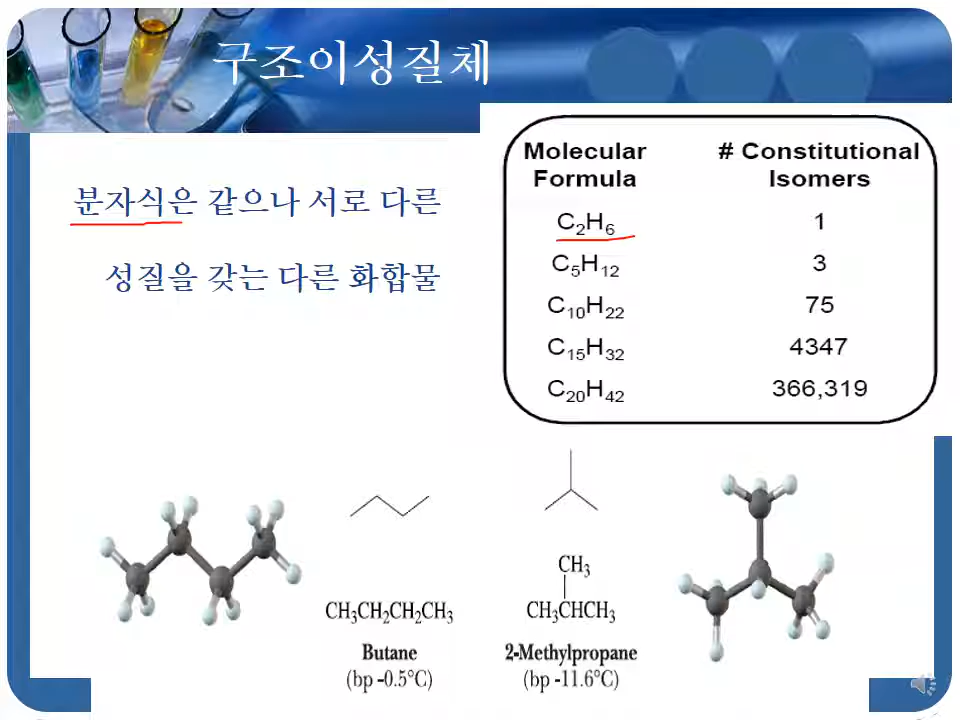 구조이성질체
분자식은 같으나 서로 다른
성질을 갖는 다른 화합물
Molecular Formula # Constitutional Isomers
C₂H₆ 1
C₅H₁₂ 3
C₁₀H₂₂ 75
C₁₅H₃₂ 4347
C₂₀H₄₂ 366,319
CH₃CH₂CH₂CH₃
Butane
(bp -0.5°C)
CH₃
CH₃CHCH₃
2-Methylpropane
(bp -11.6°C)